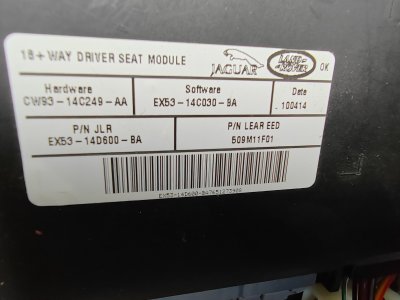 18+ WAY DRIVER SEAT MODULE
JAGUAR
LAND ROVER
OK
Hardware
CW93-14C249-AA
Software
EX53-14C030-BA
Date
100414
P/N JLR
EX53-14D600-BA
P/N LEAR EED
509M11F01